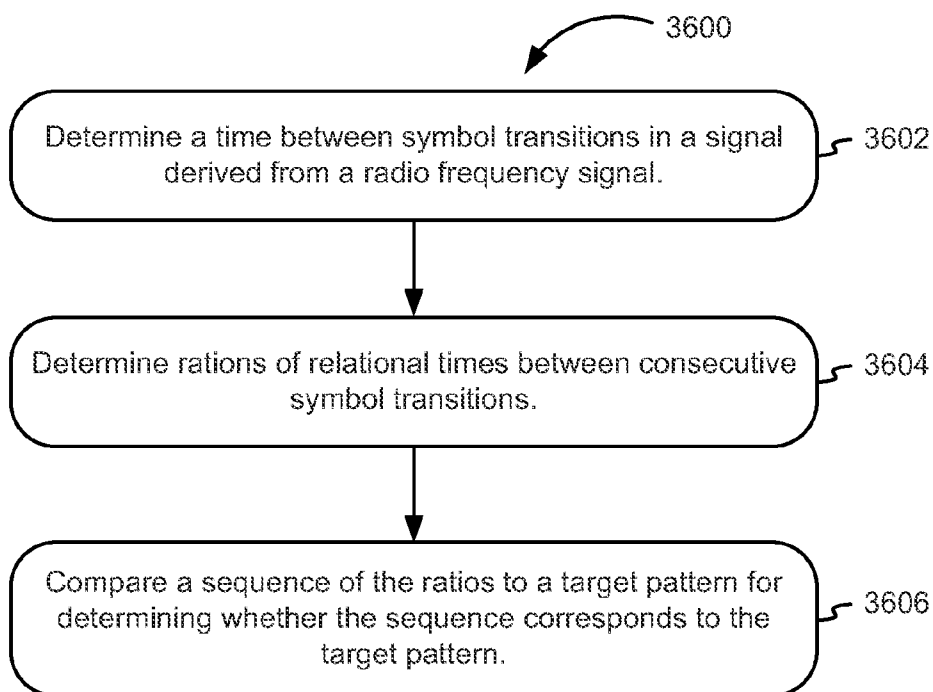 3600
Determine a time between symbol transitions in a signal
derived from a radio frequency signal.
3602
Determine rations of relational times between consecutive
symbol transitions.
3604
Compare a sequence of the ratios to a target pattern for
determining whether the sequence corresponds to the
target pattern.
3606